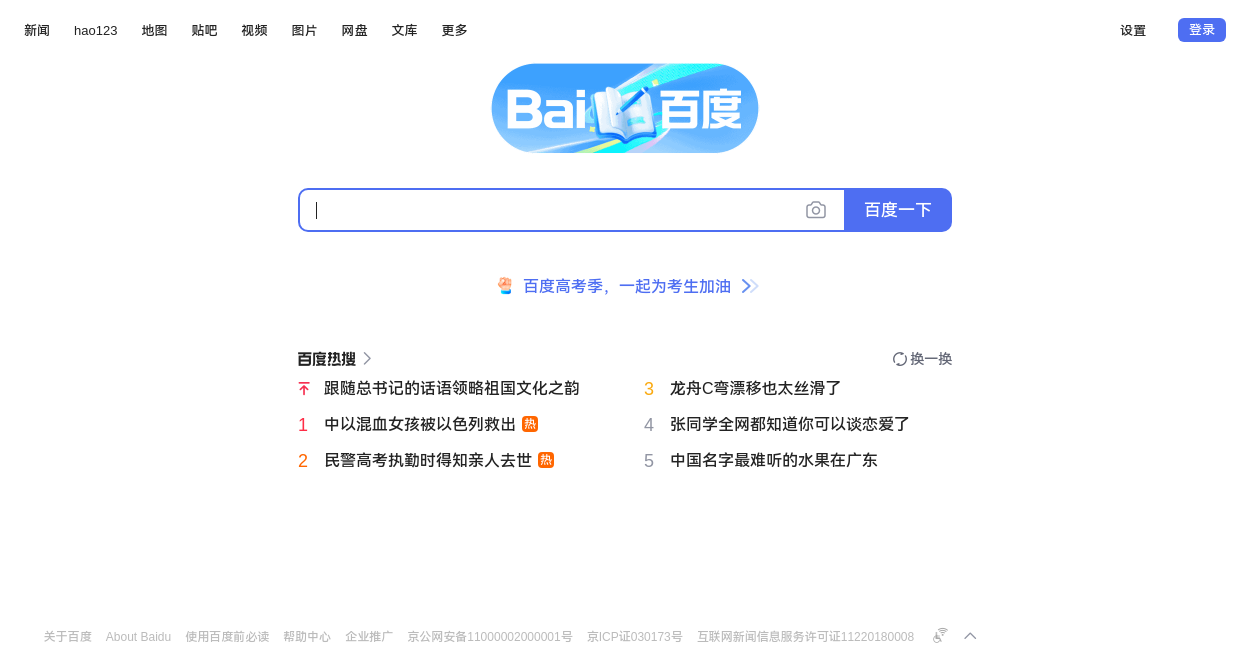 新闻 hao123 地图 贴吧 视频 图片 网盘 文库 更多 设置 登录
Bai 百度
百度一下
百度高考季，一起为考生加油
百度热搜 换一换
跟随总书记的话语领略祖国文化之韵
1 中以混血女孩被以色列救出 热
2 民警高考执勤时得知亲人去世 热
3 龙舟C弯漂移也太丝滑了
4 张同学全网都知道你可以谈恋爱了
5 中国名字最难听的水果在广东
关于百度 About Baidu 使用百度前必读 帮助中心 企业推广 京公网安备11000002000001号 京ICP证030173号 互联网新闻信息服务许可证11220180008